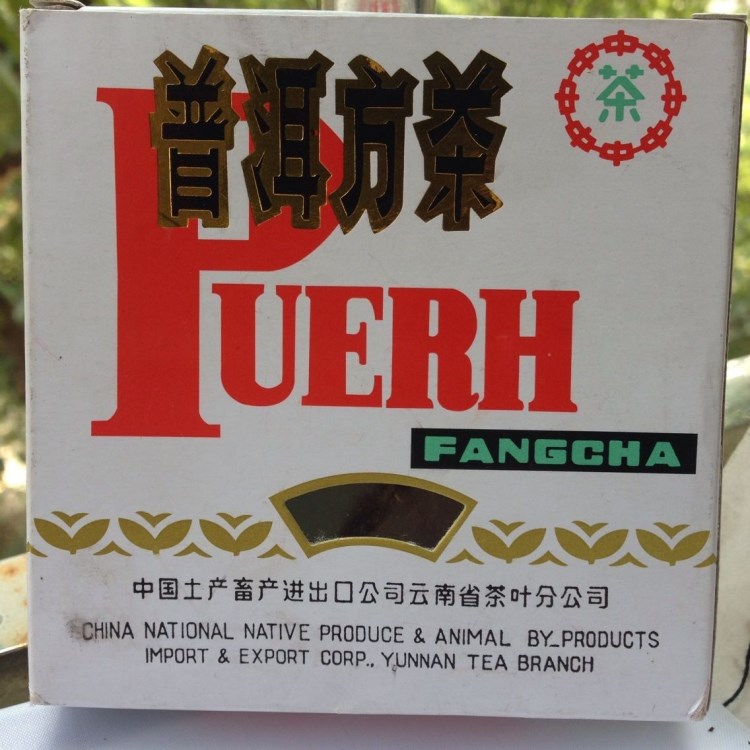 普洱方茶
茶
PUERH
FANGCHA
中国土产畜产进出口公司云南省茶叶分公司
CHINA NATIONAL NATIVE PRODUCE & ANIMAL BY_PRODUCTS
IMPORT & EXPORT CORP., YUNNAN TEA BRANCH